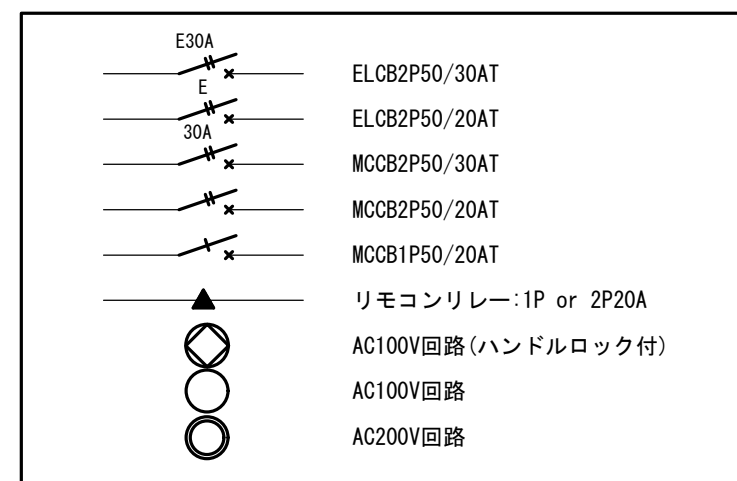 E30A
ELCB2P50/30AT
E
ELCB2P50/20AT
30A
MCCB2P50/30AT
MCCB2P50/20AT
MCCB1P50/20AT
リモコンリレー:1P or 2P20A
AC100V回路(ハンドルロック付)
AC100V回路
AC200V回路